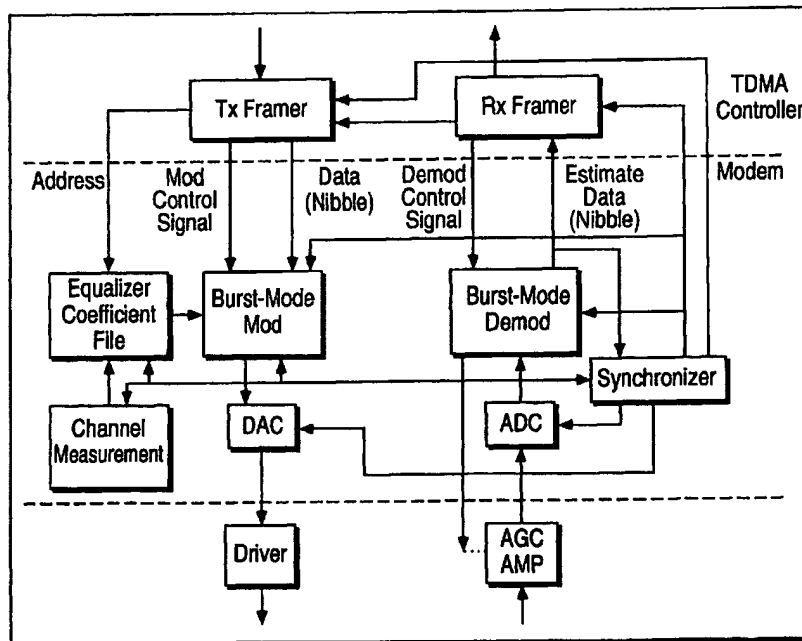 Tx Framer
Rx Framer
TDMA
Controller
Address
Mod
Control
Signal
Data
(Nibble)
Demod
Control
Signal
Estimate
Data
(Nibble)
Modem
Equalizer
Coefficient
File
Burst-Mode
Mod
Burst-Mode
Demod
Synchronizer
Channel
Measurement
DAC
ADC
Driver
AGC
AMP